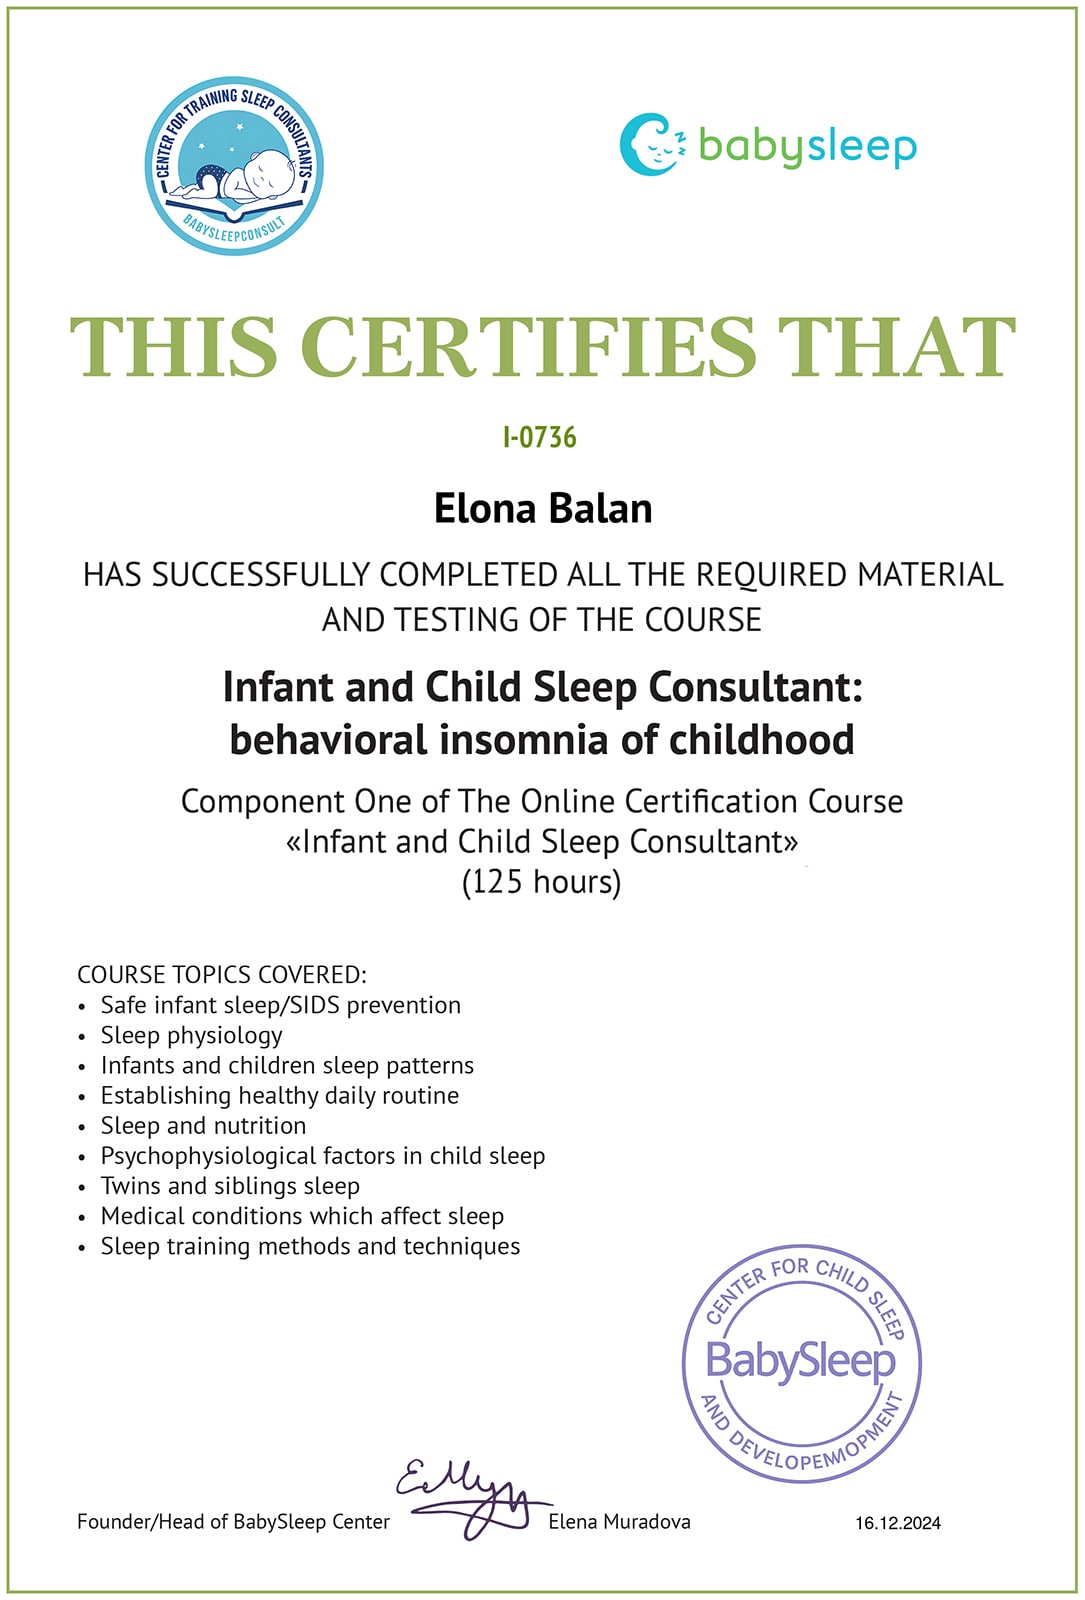 CENTER FOR TRAINING SLEEP CONSULTANTS
BABYSLEEPCONSULT
babysleep
THIS CERTIFIES THAT
I-0736
Elona Balan
HAS SUCCESSFULLY COMPLETED ALL THE REQUIRED MATERIAL
AND TESTING OF THE COURSE
Infant and Child Sleep Consultant:
behavioral insomnia of childhood
Component One of The Online Certification Course
«Infant and Child Sleep Consultant»
(125 hours)
COURSE TOPICS COVERED:
• Safe infant sleep/SIDS prevention
• Sleep physiology
• Infants and children sleep patterns
• Establishing healthy daily routine
• Sleep and nutrition
• Psychophysiological factors in child sleep
• Twins and siblings sleep
• Medical conditions which affect sleep
• Sleep training methods and techniques
CENTER FOR CHILD SLEEP
BabySleep
AND DEVELOPEMMOPMENT
Founder/Head of BabySleep Center
Elena Muradova
16.12.2024